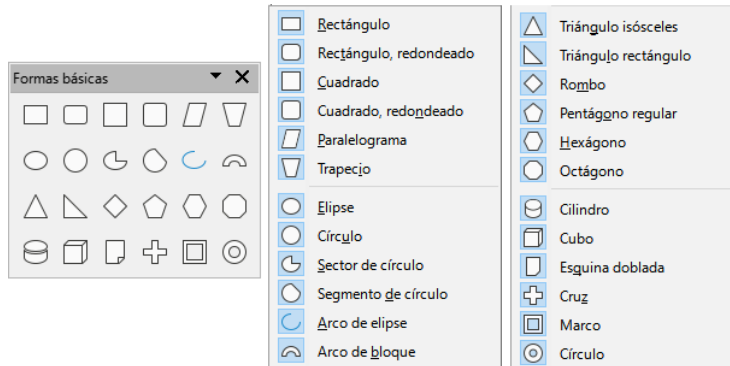 Formas básicas
Rectángulo
Rectángulo, redondeado
Cuadrado
Cuadrado, redondeado
Paralelograma
Trapecio
Elipse
Círculo
Sector de círculo
Segmento de círculo
Arco de elipse
Arco de bloque
Triángulo isósceles
Triángulo rectángulo
Rombo
Pentágono regular
Hexágono
Octágono
Cilindro
Cubo
Esquina doblada
Cruz
Marco
Círculo